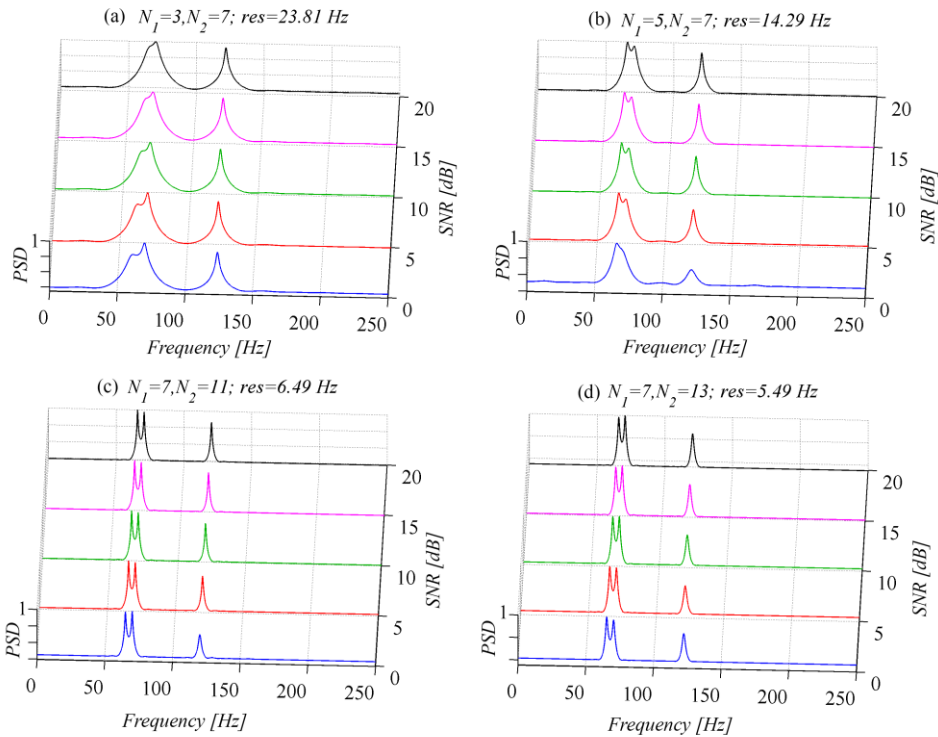 (a) N₁=3,N₂=7; res=23.81 Hz
20
15
10
5
0
SNR [dB]
1
PSD
0 50 100 150 200 250
Frequency [Hz]
(b) N₁=5,N₂=7; res=14.29 Hz
20
15
10
5
0
SNR [dB]
1
PSD
0 50 100 150 200 250
Frequency [Hz]
(c) N₁=7,N₂=11; res=6.49 Hz
20
15
10
5
0
SNR [dB]
1
PSD
0 50 100 150 200 250
Frequency [Hz]
(d) N₁=7,N₂=13; res=5.49 Hz
20
15
10
5
0
SNR [dB]
1
PSD
0 50 100 150 200 250
Frequency [Hz]